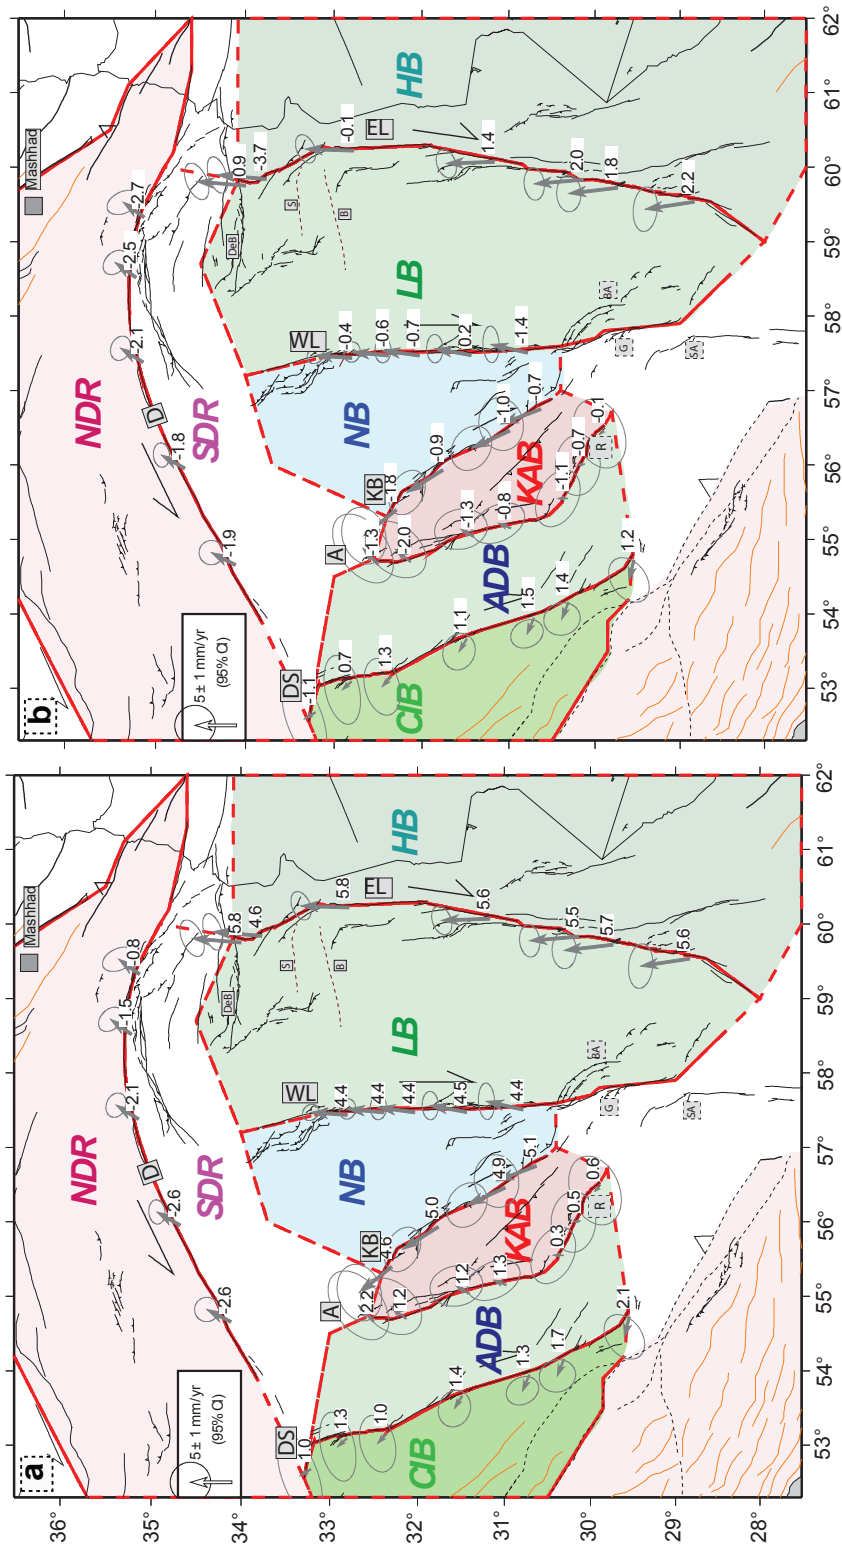 a
Mashhad
NDR
D
SDR
-2.6
-2.6
-2.1
-1.5
-0.8
5± 1 mm/yr
(95% CI)
DS
1.0
1.3
1.0
1.4
1.3
1.7
2.1
CIB
ADB
A
2.2
1.2
1.2
1.3
0.3
0.5
0.6
KAB
R
KB
4.6
5.0
4.9
5.1
NB
WL
4.4
4.4
4.4
4.5
4.4
LB
DeB
S
B
G
BA
SA
EL
5.8
4.6
5.8
5.6
5.5
5.7
5.6
HB
36°
35°
34°
33°
32°
31°
30°
29°
28°
53°
54°
55°
56°
57°
58°
59°
60°
61°
62°
b
Mashhad
NDR
D
SDR
-1.9
-1.8
-2.1
-2.5
-2.7
5± 1 mm/yr
(95% CI)
DS
-1.1
0.7
1.3
1.1
1.5
1.4
1.2
CIB
ADB
A
-1.3
-2.0
-1.3
-0.8
-1.1
-0.7
-0.1
KAB
R
KB
-1.8
-0.9
-1.0
-0.7
NB
WL
-0.4
-0.6
-0.7
0.2
-1.4
LB
DeB
S
B
G
BA
SA
EL
0.9
-3.7
-0.1
1.4
2.0
1.8
2.2
HB
53°
54°
55°
56°
57°
58°
59°
60°
61°
62°